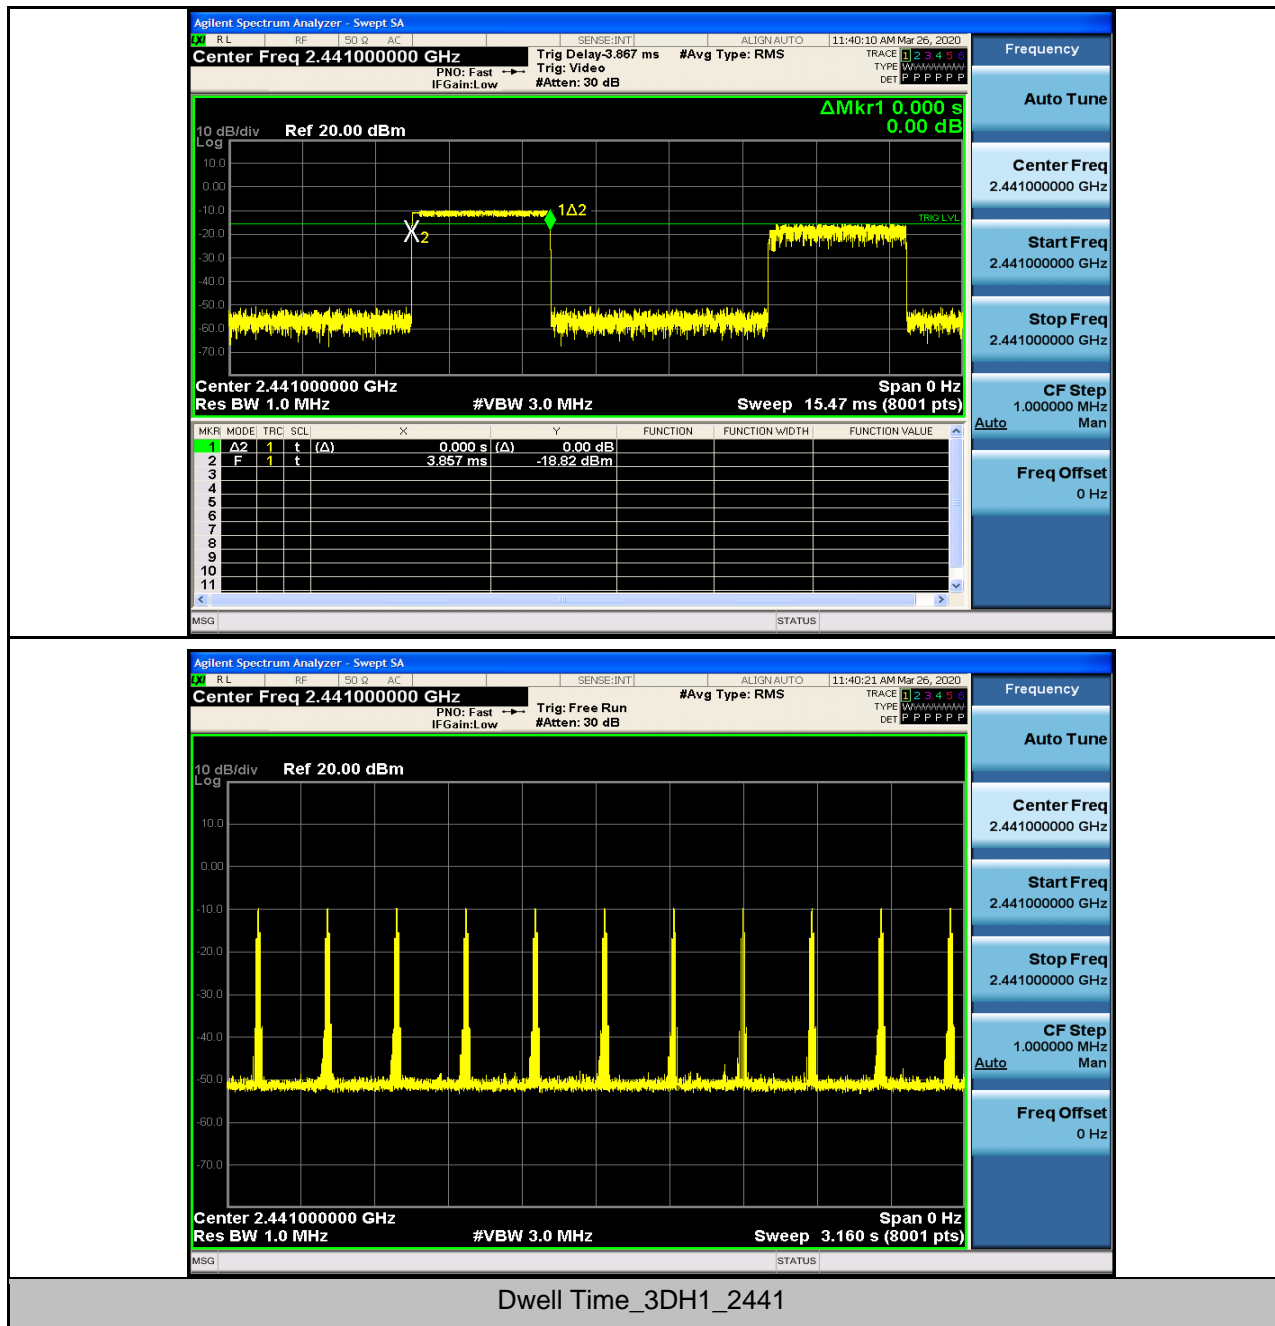 Agilent Spectrum Analyzer - Swept SA
LXI RL RF 50 Ω AC SENSE:INT ALIGN AUTO 11:40:10 AM Mar 26, 2020
Center Freq 2.441000000 GHz
PNO: Fast
IFGain:Low
Trig Delay-3.867 ms
Trig: Video
#Atten: 30 dB
#Avg Type: RMS
TRACE 1 2 3 4 5 6
TYPE WWWWWW
DET P P P P P P
ΔMkr1 0.000 s
0.00 dB
10 dB/div
Log
Ref 20.00 dBm
10.0
0.00
-10.0
-20.0
-30.0
-40.0
-50.0
-60.0
-70.0
1Δ2
X2
TRIG LVL
Center 2.441000000 GHz
Span 0 Hz
Res BW 1.0 MHz
#VBW 3.0 MHz
Sweep 15.47 ms (8001 pts)
MKR MODE TRC SCL X Y FUNCTION FUNCTION WIDTH FUNCTION VALUE
1 Δ2 1 t (Δ) 0.000 s (Δ) 0.00 dB
2 F 1 t 3.857 ms -18.82 dBm
3
4
5
6
7
8
9
10
11
MSG
STATUS
Frequency
Auto Tune
Center Freq
2.441000000 GHz
Start Freq
2.441000000 GHz
Stop Freq
2.441000000 GHz
CF Step
1.000000 MHz
Auto Man
Freq Offset
0 Hz
Agilent Spectrum Analyzer - Swept SA
LXI RL RF 50 Ω AC SENSE:INT ALIGN AUTO 11:40:21 AM Mar 26, 2020
Center Freq 2.441000000 GHz
PNO: Fast
IFGain:Low
Trig: Free Run
#Atten: 30 dB
#Avg Type: RMS
TRACE 1 2 3 4 5 6
TYPE WWWWWW
DET P P P P P P
10 dB/div
Log
Ref 20.00 dBm
10.0
0.00
-10.0
-20.0
-30.0
-40.0
-50.0
-60.0
-70.0
Center 2.441000000 GHz
Span 0 Hz
Res BW 1.0 MHz
#VBW 3.0 MHz
Sweep 3.160 s (8001 pts)
MSG
STATUS
Frequency
Auto Tune
Center Freq
2.441000000 GHz
Start Freq
2.441000000 GHz
Stop Freq
2.441000000 GHz
CF Step
1.000000 MHz
Auto Man
Freq Offset
0 Hz
Dwell Time_3DH1_2441